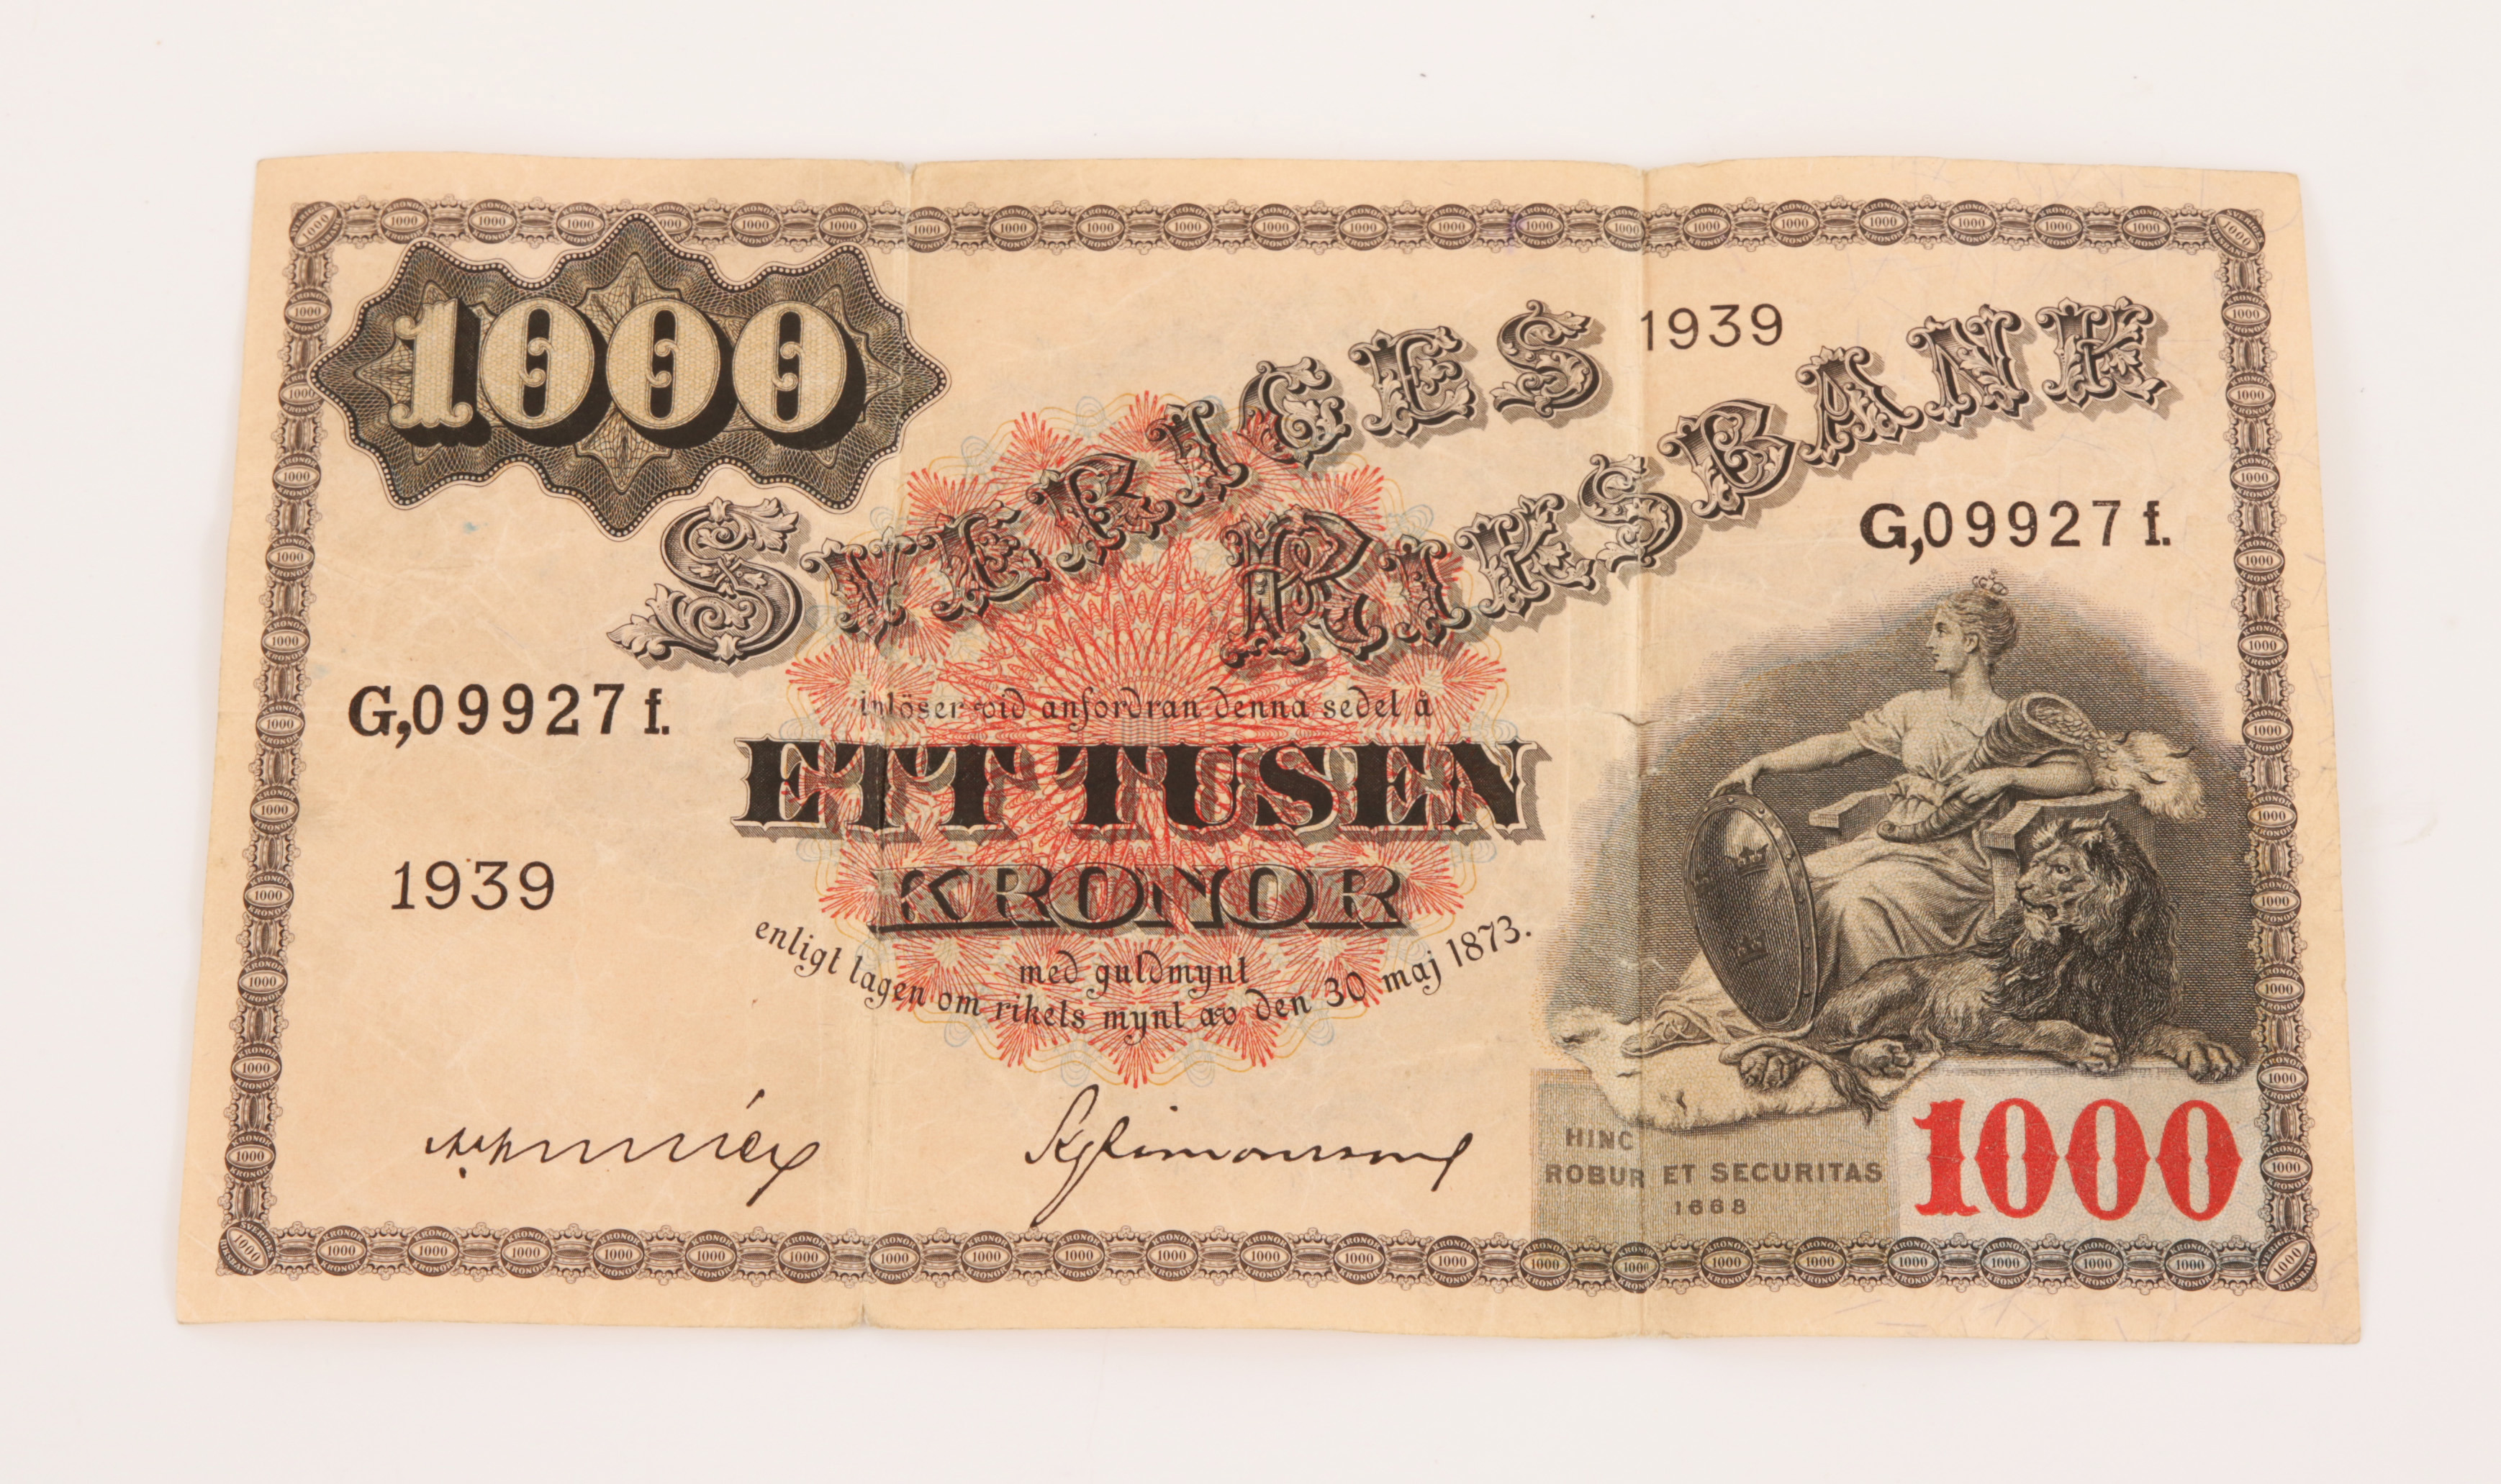 1000
SVERIGES
1939
RIKSBANK
G,09927 f.
G,09927 f.
inlöser vid anfordran denna sedel å
ETT TUSEN
KRONOR
1939
med guldmynt
enligt lagen om rikets mynt av den 30 maj 1873.
HINC
ROBUR ET SECURITAS
1668
1000